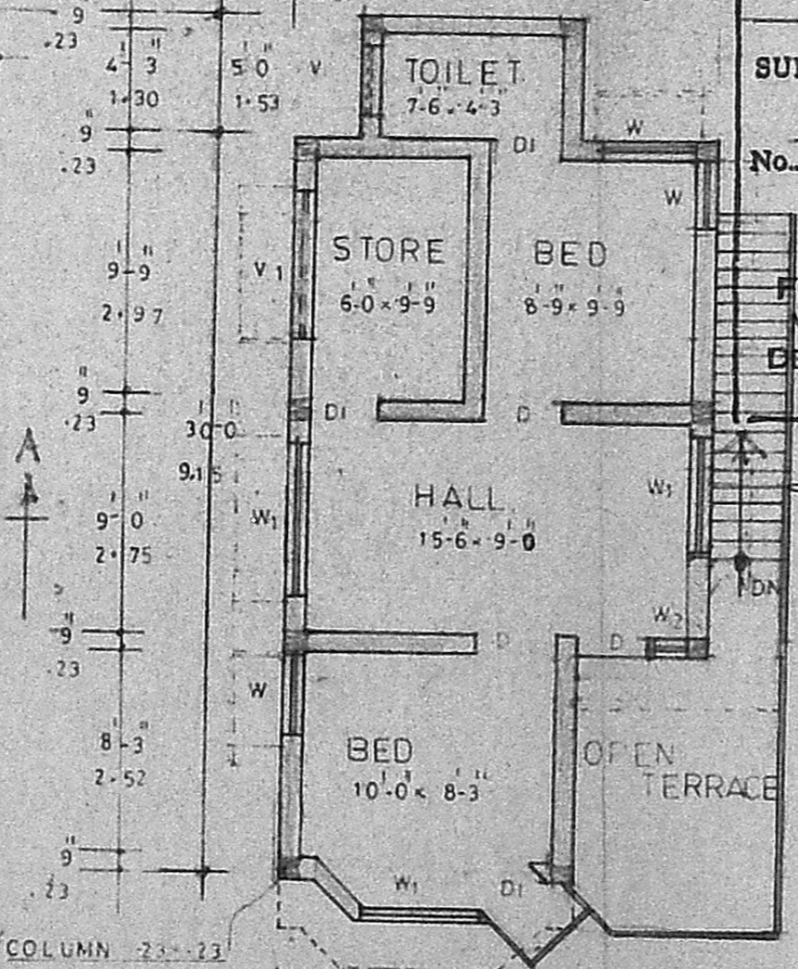 9"
.23
4'-3"
1.30
5'0"
1.53
V
TOILET
7'-6" x 4'-3"
9"
.23
D1
W
SUI
No..
W
STORE
6'-0" x 9'-9"
BED
8'-9" x 9'-9"
V1
9'-9"
2.97
9"
.23
D1
D
30'-0"
9.15
A
HALL
15'-6" x 9'-0"
W1
W1
9'-0"
2.75
DN
W2
9"
.23
D
D
W
BED
10'-0" x 8'-3"
OPEN
TERRACE
8'-3"
2.52
9"
.23
W1
D1
COLUMN .23 x .23